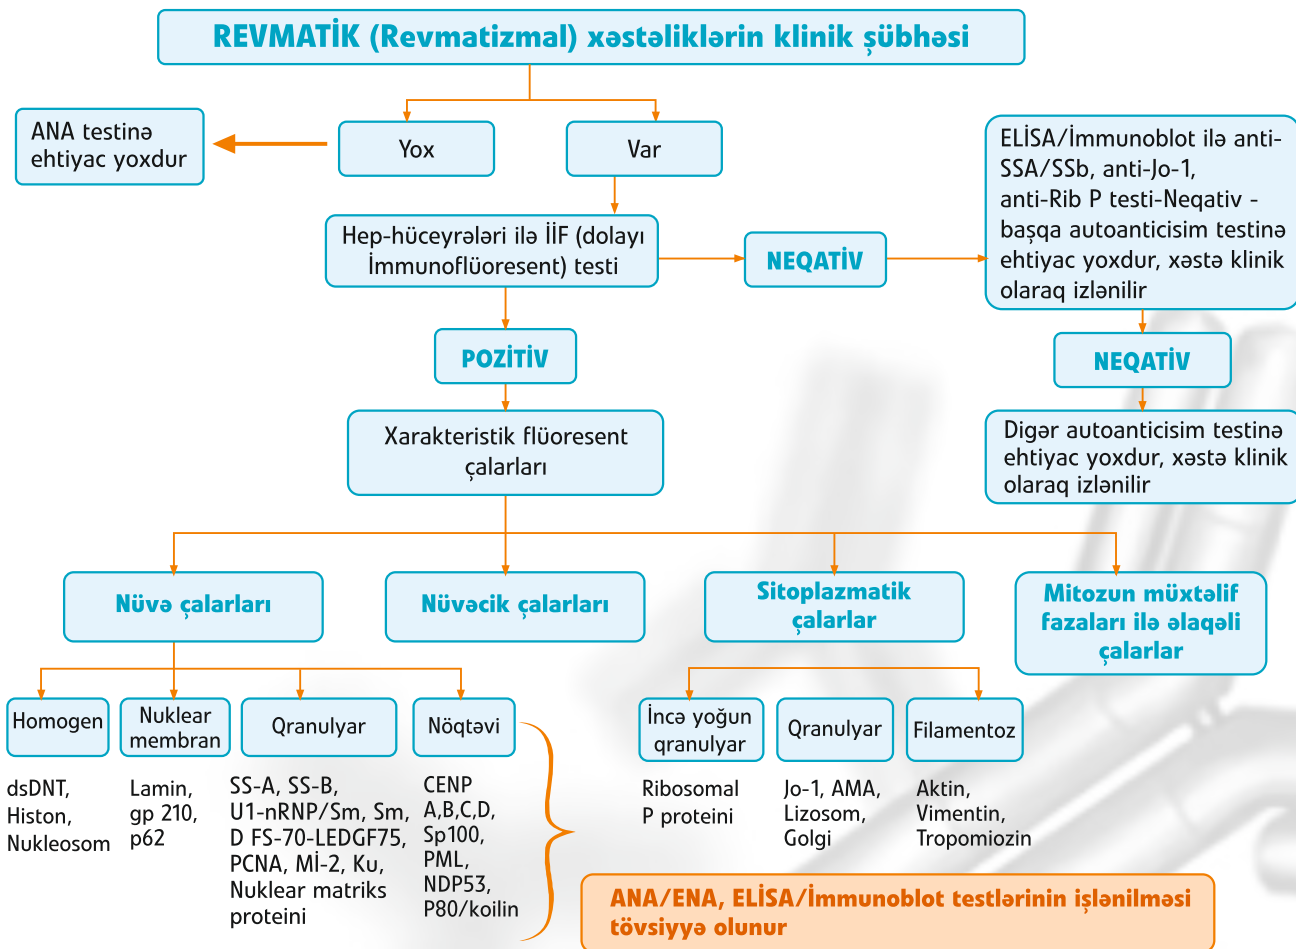 REVMATİK (Revmatizmal) xəstəliklərin klinik şübhəsi
ANA testinə
ehtiyac yoxdur
Yox
Var
ELİSA/İmmunoblot ilə anti-
SSA/SSb, anti-Jo-1,
anti-Rib P testi-Neqativ -
başqa autoanticisim testinə
ehtiyac yoxdur, xəstə klinik
olaraq izlənilir
Hep-hüceyrələri ilə İİF (dolayı
İmmunoflüoresent) testi
NEQATİV
POZİTİV
NEQATİV
Xarakteristik flüoresent
çalarları
Digər autoanticisim testinə
ehtiyac yoxdur, xəstə klinik
olaraq izlənilir
Nüvə çalarları
Nüvəcik çalarları
Sitoplazmatik
çalarlar
Mitozun müxtəlif
fazaları ilə əlaqəli
çalarlar
Homogen
Nuklear
membran
Qranulyar
Nöqtəvi
İncə yoğun
qranulyar
Qranulyar
Filamentoz
dsDNT,
Histon,
Nukleosom
Lamin,
gp 210,
p62
SS-A, SS-B,
U1-nRNP/Sm, Sm,
D FS-70-LEDGF75,
PCNA, Mİ-2, Ku,
Nuklear matriks
proteini
CENP
A,B,C,D,
Sp100,
PML,
NDP53,
P80/koilin
Ribosomal
P proteini
Jo-1, AMA,
Lizosom,
Golgi
Aktin,
Vimentin,
Tropomiozin
ANA/ENA, ELİSA/İmmunoblot testlərinin işlənilməsi
tövsiyyə olunur